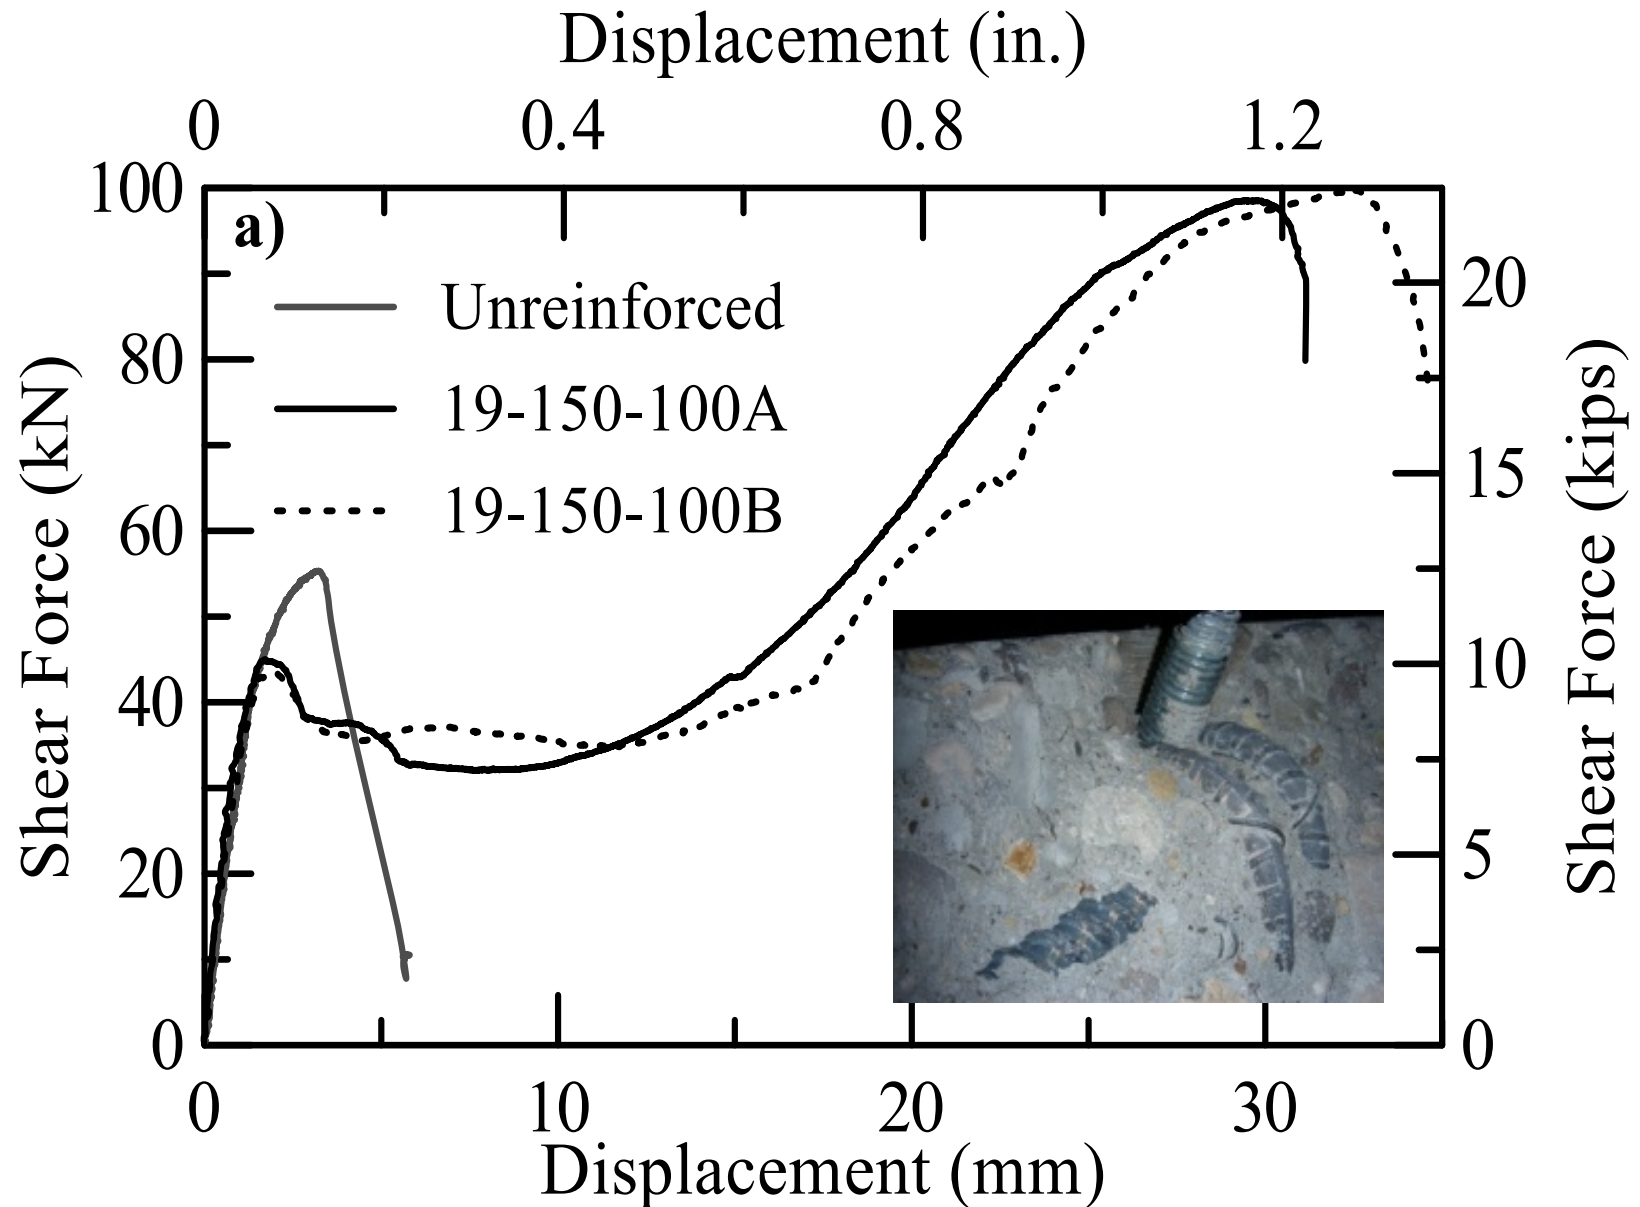 Displacement (in.)
0 0.4 0.8 1.2
100
80
60
40
20
0
Shear Force (kN)
a)
Unreinforced
19-150-100A
19-150-100B
20
15
10
5
0
Shear Force (kips)
0 10 20 30
Displacement (mm)